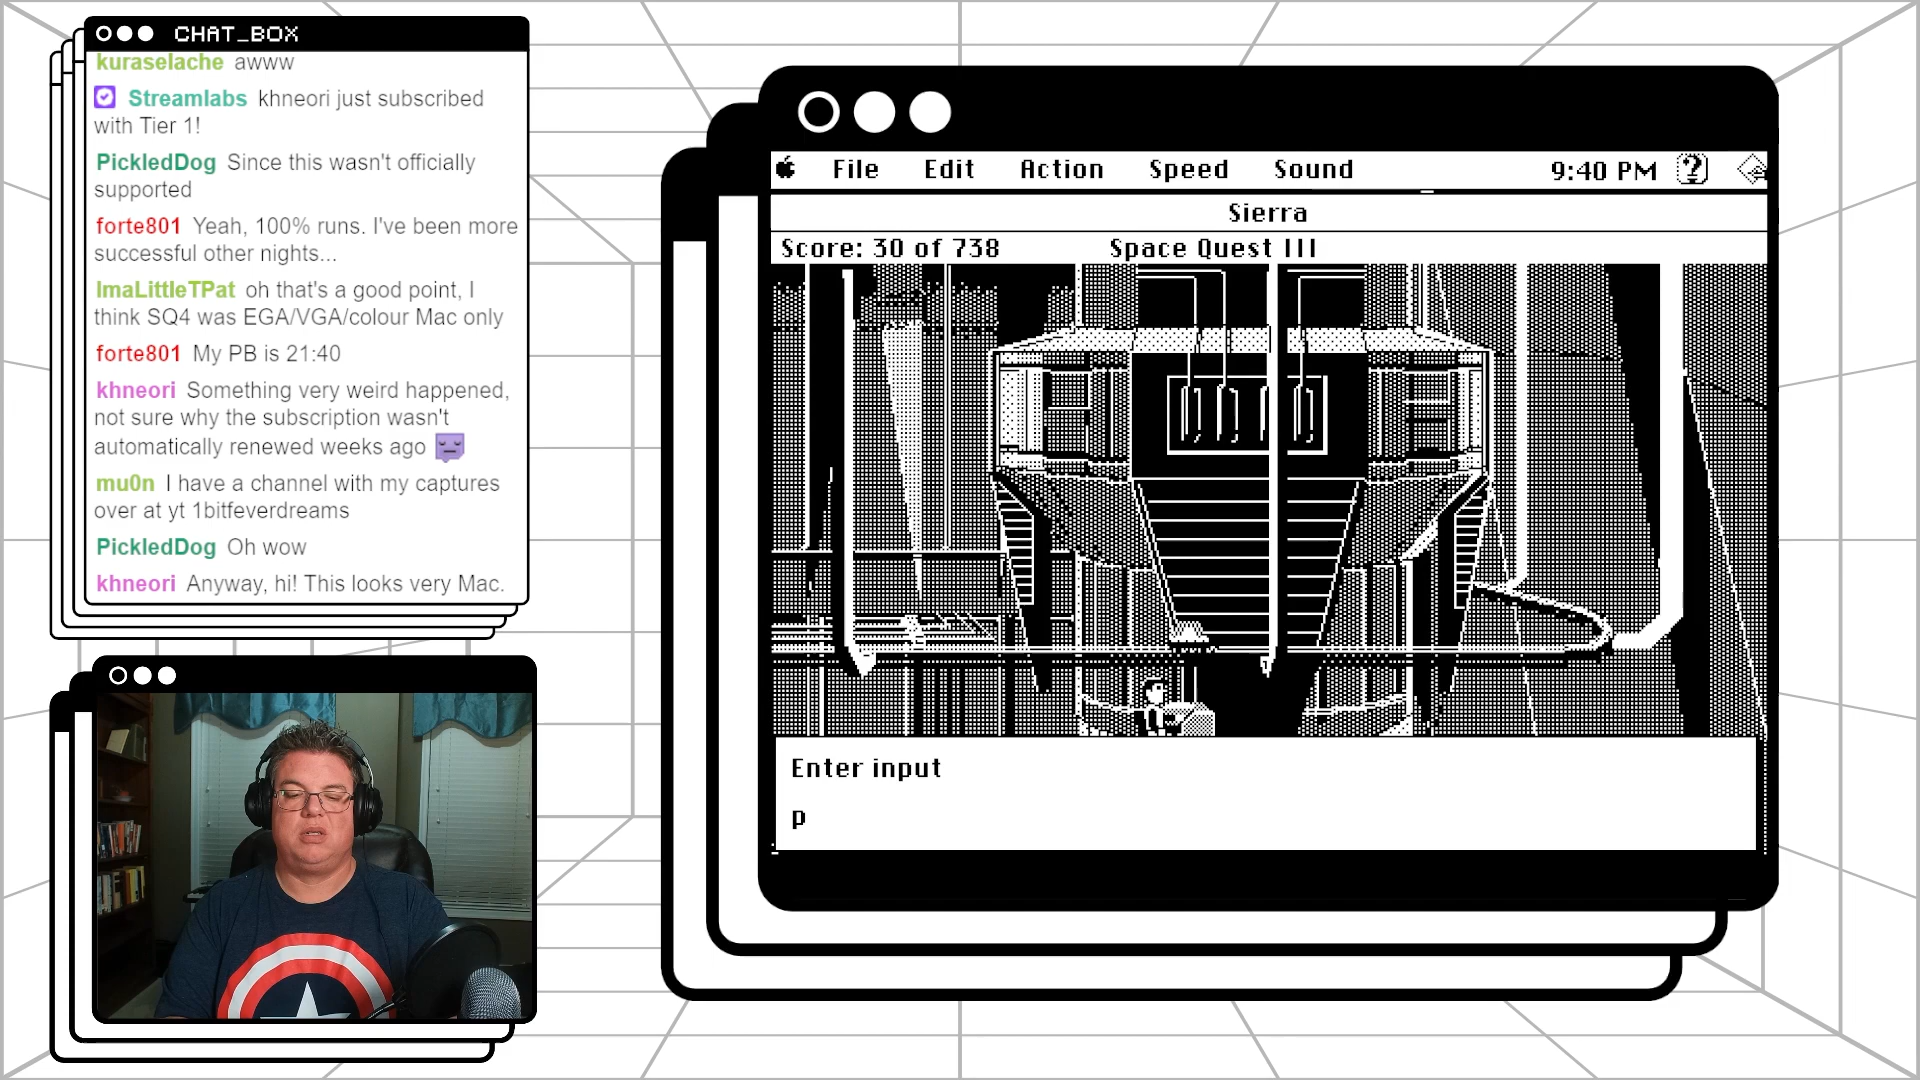 CHAT_BOX
kuraselache awww
Streamlabs khneori just subscribed
with Tier 1!
PickledDog Since this wasn't officially
supported
forte801 Yeah, 100% runs. I've been more
successful other nights...
ImaLittleTPat oh that's a good point, I
think SQ4 was EGA/VGA/colour Mac only
forte801 My PB is 21:40
khneori Something very weird happened,
not sure why the subscription wasn't
automatically renewed weeks ago
mu0n I have a channel with my captures
over at yt 1bitfeverdreams
PickledDog Oh wow
khneori Anyway, hi! This looks very Mac.
File Edit Action Speed Sound 9:40 PM
Sierra
Score: 30 of 738 Space Quest III
Enter input
p